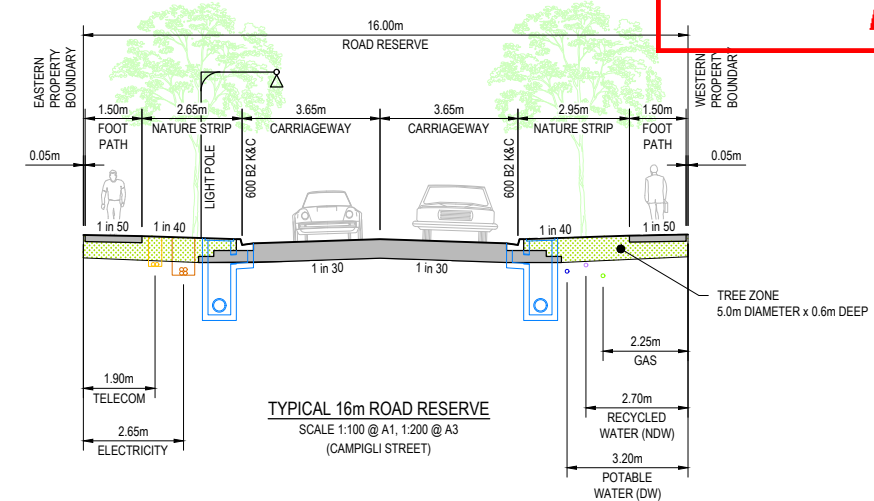 16.00m
ROAD RESERVE
EASTERN
PROPERTY
BOUNDARY
WESTERN
PROPERTY
BOUNDARY
1.50m
FOOT
PATH
2.65m
NATURE STRIP
3.65m
CARRIAGEWAY
3.65m
CARRIAGEWAY
2.95m
NATURE STRIP
1.50m
FOOT
PATH
0.05m
0.05m
LIGHT POLE
600 B2 K&C
600 B2 K&C
1 in 50
1 in 40
1 in 30
1 in 30
1 in 40
1 in 50
TREE ZONE
5.0m DIAMETER x 0.6m DEEP
2.25m
GAS
1.90m
TELECOM
2.70m
RECYCLED
WATER (NDW)
2.65m
ELECTRICITY
3.20m
POTABLE
WATER (DW)
TYPICAL 16m ROAD RESERVE
SCALE 1:100 @ A1, 1:200 @ A3
(CAMPIGLI STREET)